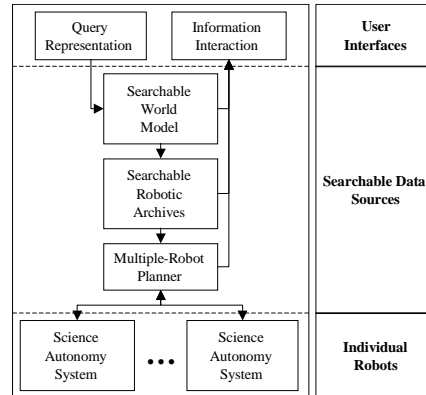 Query
Representation
Information
Interaction
User
Interfaces
Searchable
World
Model
Searchable
Robotic
Archives
Multiple-Robot
Planner
Searchable Data
Sources
Science
Autonomy
System
•••
Science
Autonomy
System
Individual
Robots